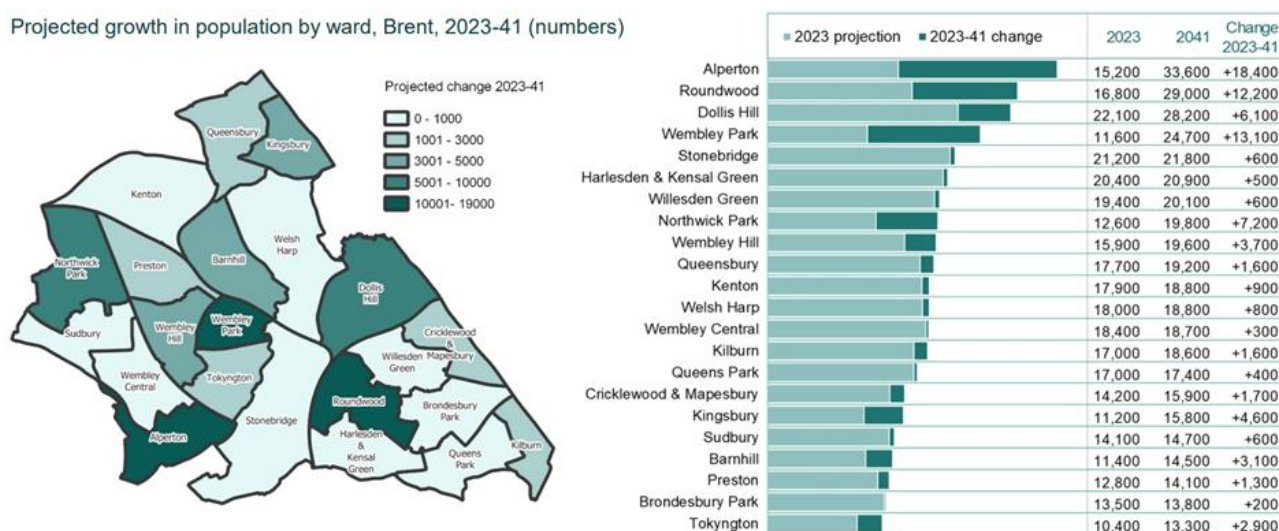 Projected growth in population by ward, Brent, 2023-41 (numbers)
Projected change 2023-41
0 - 1000
1001 - 3000
3001 - 5000
5001 - 10000
10001- 19000
Queensbury
Kingsbury
Kenton
Welsh
Harp
Northwick
Park
Preston
Barnhill
Dollis
Hill
Sudbury
Wembley
Hill
Wembley
Park
Cricklewood
&
Mapesbury
Willesden
Green
Wembley
Central
Tokyngton
Roundwood
Brondesbury
Park
Stonebridge
Alperton
Harlesden
&
Kensal
Green
Queens
Park
Kilburn
2023 projection 2023-41 change 2023 2041 Change
2023-41
Alperton 15,200 33,600 +18,400
Roundwood 16,800 29,000 +12,200
Dollis Hill 22,100 28,200 +6,100
Wembley Park 11,600 24,700 +13,100
Stonebridge 21,200 21,800 +600
Harlesden & Kensal Green 20,400 20,900 +500
Willesden Green 19,400 20,100 +600
Northwick Park 12,600 19,800 +7,200
Wembley Hill 15,900 19,600 +3,700
Queensbury 17,700 19,200 +1,600
Kenton 17,900 18,800 +900
Welsh Harp 18,000 18,800 +800
Wembley Central 18,400 18,700 +300
Kilburn 17,000 18,600 +1,600
Queens Park 17,000 17,400 +400
Cricklewood & Mapesbury 14,200 15,900 +1,700
Kingsbury 11,200 15,800 +4,600
Sudbury 14,100 14,700 +600
Barnhill 11,400 14,500 +3,100
Preston 12,800 14,100 +1,300
Brondesbury Park 13,500 13,800 +200
Tokyngton 10,400 13,300 +2,900